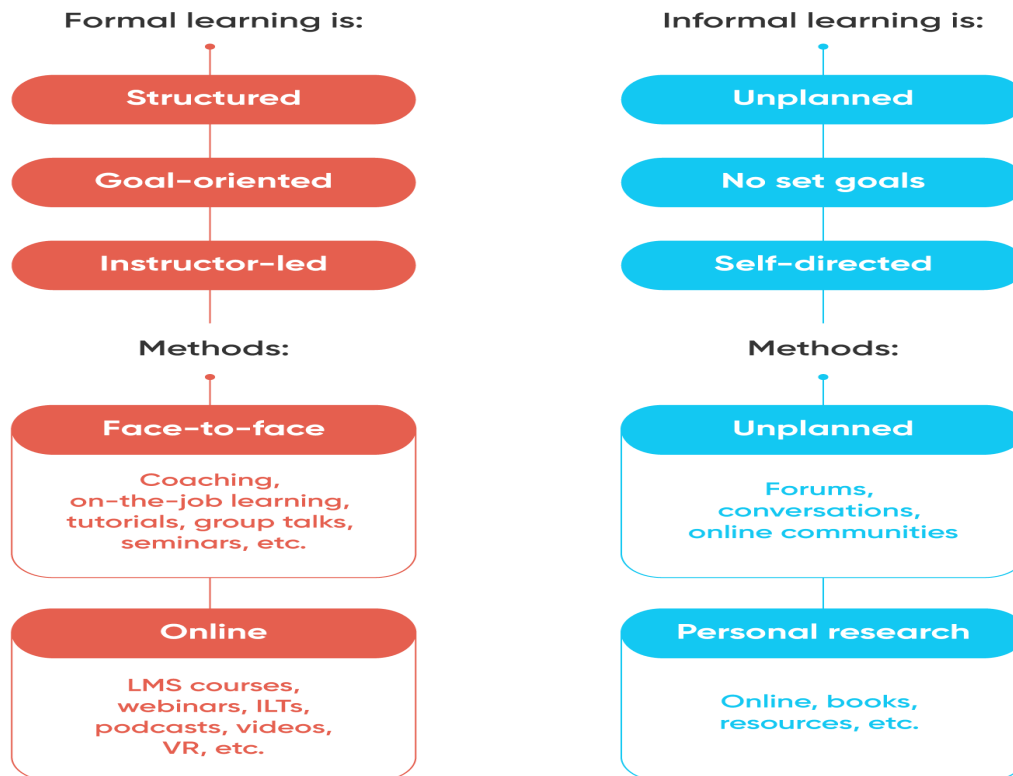 Formal learning is:
Structured
Goal-oriented
Instructor-led
Methods:
Face-to-face
Coaching,
on-the-job learning,
tutorials, group talks,
seminars, etc.
Online
LMS courses,
webinars, ILTs,
podcasts, videos,
VR, etc.
Informal learning is:
Unplanned
No set goals
Self-directed
Methods:
Unplanned
Forums,
conversations,
online communities
Personal research
Online, books,
resources, etc.